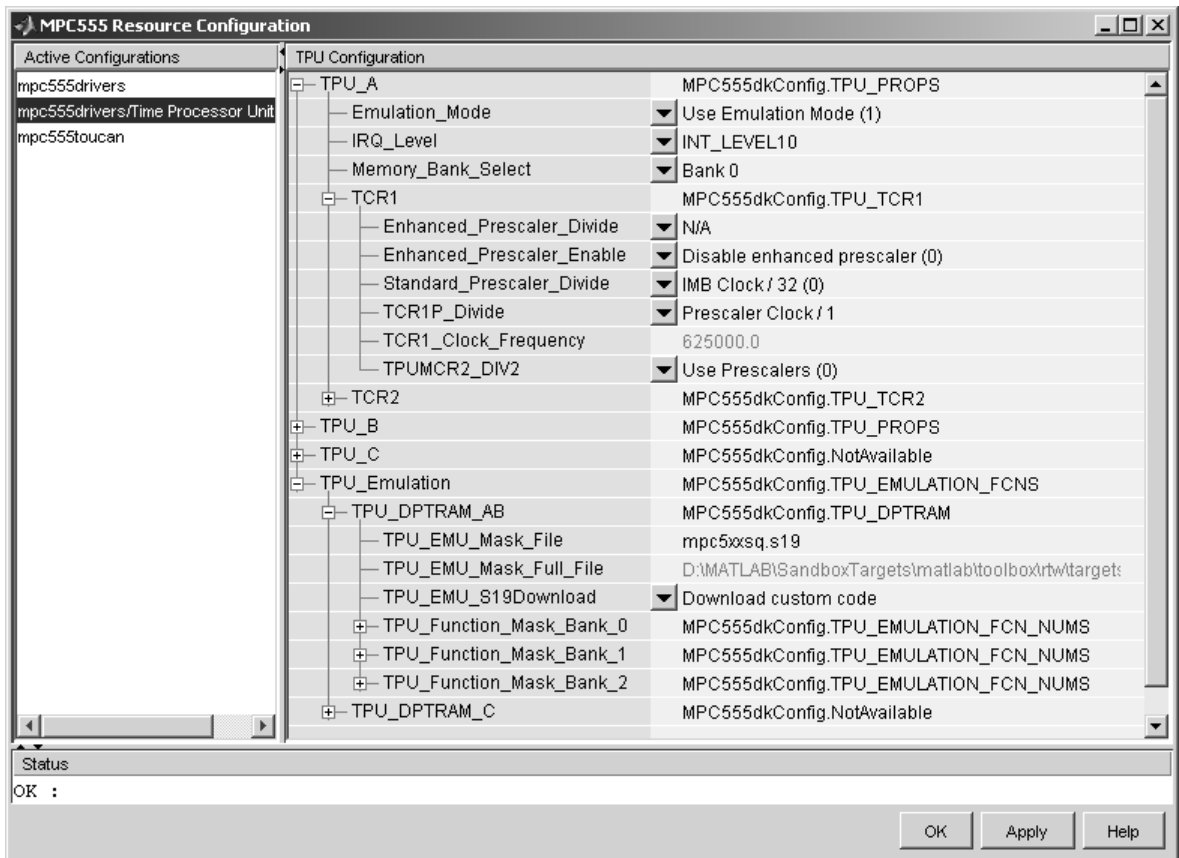 MPC555 Resource Configuration
Active Configurations
TPU Configuration
mpc555drivers
mpc555drivers/Time Processor Unit
mpc555toucan
TPU_A MPC555dkConfig.TPU_PROPS
Emulation_Mode Use Emulation Mode (1)
IRQ_Level INT_LEVEL10
Memory_Bank_Select Bank 0
TCR1 MPC555dkConfig.TPU_TCR1
Enhanced_Prescaler_Divide N/A
Enhanced_Prescaler_Enable Disable enhanced prescaler (0)
Standard_Prescaler_Divide IMB Clock / 32 (0)
TCR1P_Divide Prescaler Clock / 1
TCR1_Clock_Frequency 625000.0
TPUMCR2_DIV2 Use Prescalers (0)
TCR2 MPC555dkConfig.TPU_TCR2
TPU_B MPC555dkConfig.TPU_PROPS
TPU_C MPC555dkConfig.NotAvailable
TPU_Emulation MPC555dkConfig.TPU_EMULATION_FCNS
TPU_DPTRAM_AB MPC555dkConfig.TPU_DPTRAM
TPU_EMU_Mask_File mpc5xxsq.s19
TPU_EMU_Mask_Full_File D:\MATLAB\SandboxTargets\matlab\toolbox\rtw\targets
TPU_EMU_S19Download Download custom code
TPU_Function_Mask_Bank_0 MPC555dkConfig.TPU_EMULATION_FCN_NUMS
TPU_Function_Mask_Bank_1 MPC555dkConfig.TPU_EMULATION_FCN_NUMS
TPU_Function_Mask_Bank_2 MPC555dkConfig.TPU_EMULATION_FCN_NUMS
TPU_DPTRAM_C MPC555dkConfig.NotAvailable
Status
OK :
OK Apply Help